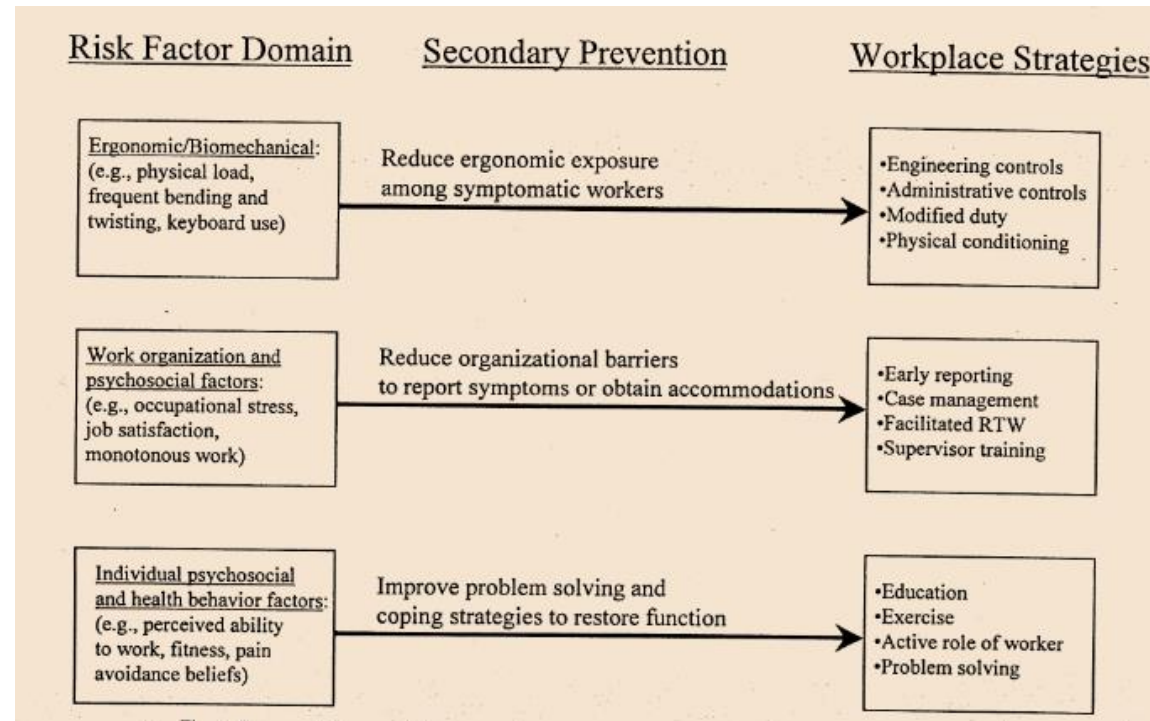 Risk Factor Domain
Secondary Prevention
Workplace Strategies
Ergonomic/Biomechanical:
(e.g., physical load,
frequent bending and
twisting, keyboard use)
Reduce ergonomic exposure
among symptomatic workers
•Engineering controls
•Administrative controls
•Modified duty
•Physical conditioning
Work organization and
psychosocial factors:
(e.g., occupational stress,
job satisfaction,
monotonous work)
Reduce organizational barriers
to report symptoms or obtain accommodations
•Early reporting
•Case management
•Facilitated RTW
•Supervisor training
Individual psychosocial
and health behavior factors:
(e.g., perceived ability
to work, fitness, pain
avoidance beliefs)
Improve problem solving and
coping strategies to restore function
•Education
•Exercise
•Active role of worker
•Problem solving